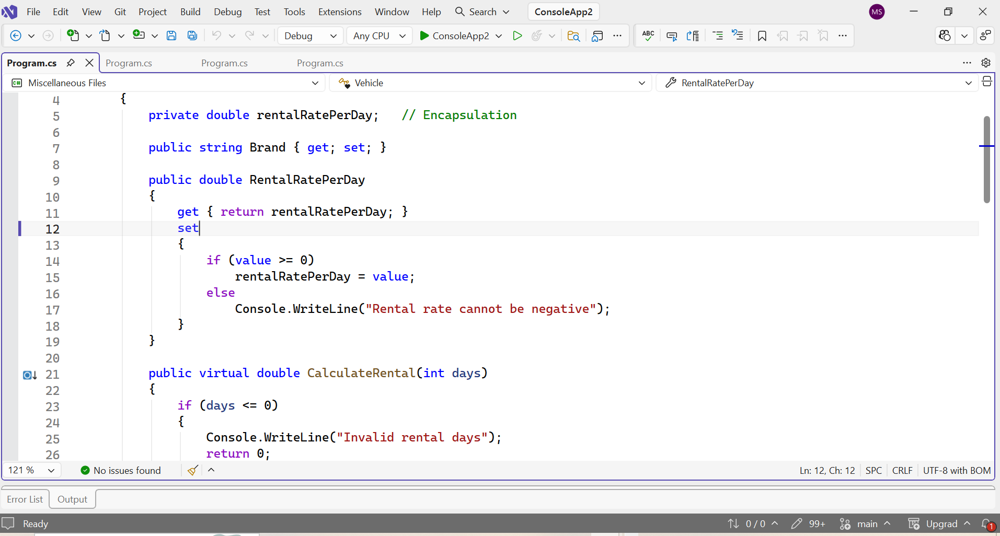 File Edit View Git Project Build Debug Test Tools Extensions Window Help Search ConsoleApp2 MS
Debug Any CPU ConsoleApp2 ABC
Program.cs Program.cs Program.cs Program.cs
C# Miscellaneous Files Vehicle RentalRatePerDay
4 {
5 private double rentalRatePerDay; // Encapsulation
6
7 public string Brand { get; set; }
8
9 public double RentalRatePerDay
10 {
11 get { return rentalRatePerDay; }
12 set
13 {
14 if (value >= 0)
15 rentalRatePerDay = value;
16 else
17 Console.WriteLine("Rental rate cannot be negative");
18 }
19 }
20
21 public virtual double CalculateRental(int days)
22 {
23 if (days <= 0)
24 {
25 Console.WriteLine("Invalid rental days");
26 return 0;
121 % No issues found Ln: 12, Ch: 12 SPC CRLF UTF-8 with BOM
Error List Output
Ready 0 / 0 99+ main Upgrad 1